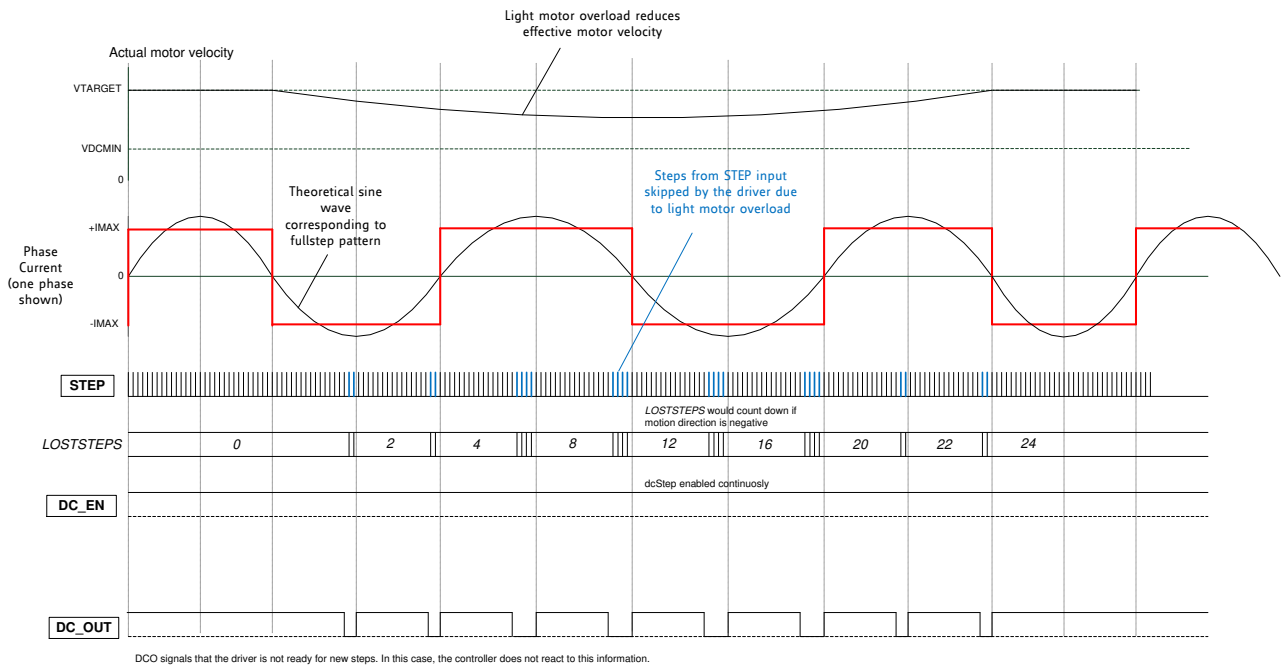 Light motor overload reduces
effective motor velocity
Actual motor velocity
VTARGET
VDCMIN
0
Steps from STEP input
skipped by the driver due
to light motor overload
Theoretical sine
wave
corresponding to
fullstep pattern
+IMAX
Phase
Current
(one phase
shown)
0
-IMAX
STEP
LOSTSTEPS would count down if
motion direction is negative
LOSTSTEPS
0 2 4 8 12 16 20 22 24
dcStep enabled continuosly
DC_EN
DC_OUT
DCO signals that the driver is not ready for new steps. In this case, the controller does not react to this information.